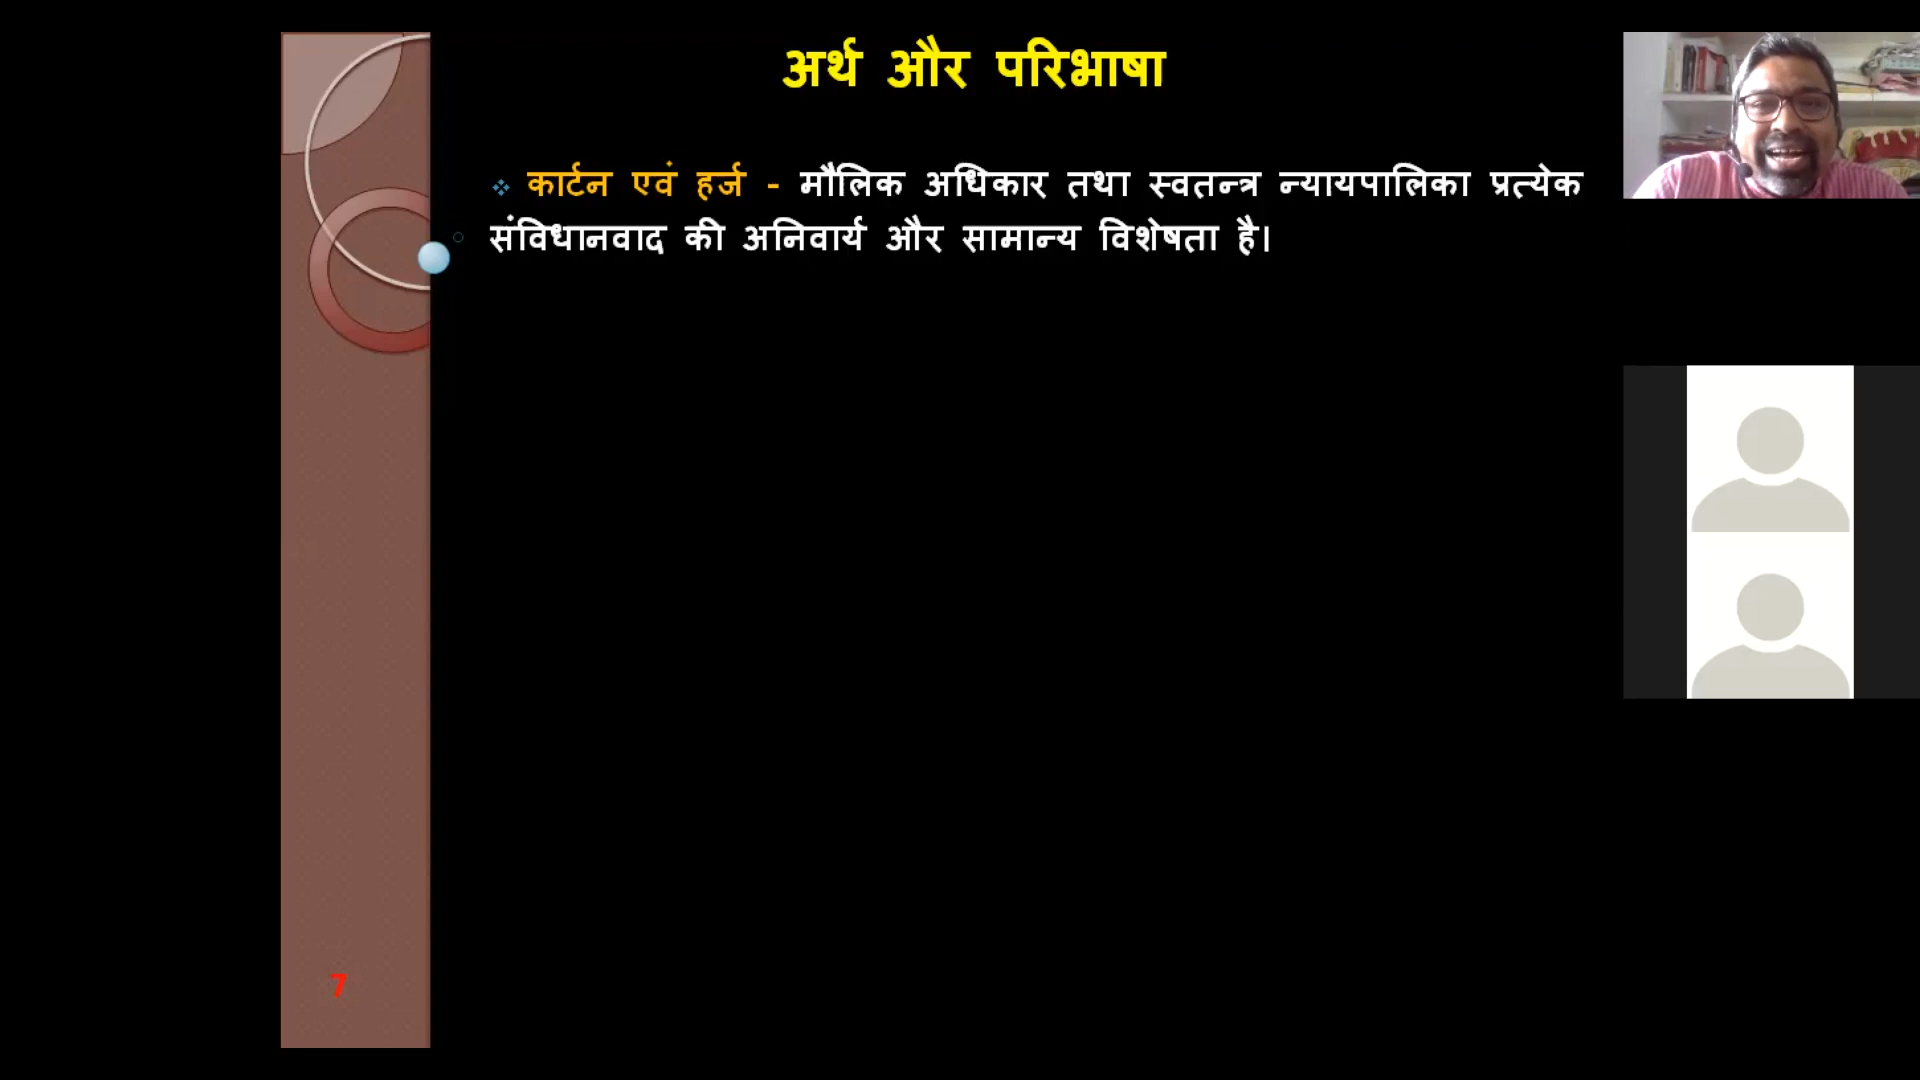 अर्थ और परिभाषा
कार्टन एवं हर्ज - मौलिक अधिकार तथा स्वतन्त्र न्यायपालिका प्रत्येक
संविधानवाद की अनिवार्य और सामान्य विशेषता है।
7